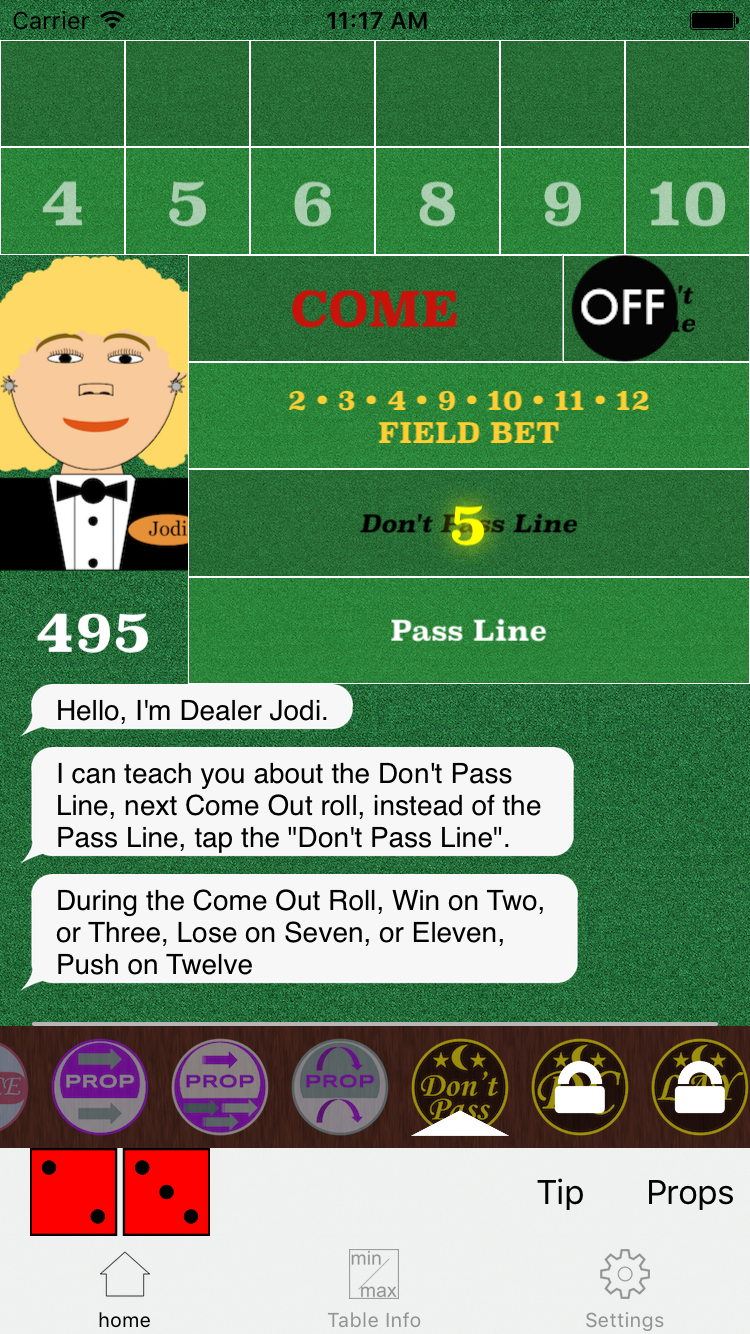 Carrier 11:17 AM
4 5 6 8 9 10
COME
OFF
't
e
2 • 3 • 4 • 9 • 10 • 11 • 12
FIELD BET
Jodi
Don't Pass Line
5
495
Pass Line
Hello, I'm Dealer Jodi.
I can teach you about the Don't Pass
Line, next Come Out roll, instead of the
Pass Line, tap the "Don't Pass Line".
During the Come Out Roll, Win on Two,
or Three, Lose on Seven, or Eleven,
Push on Twelve
PROP PROP PROP
Don't
Pass
Tip Props
min
max
home Table Info Settings